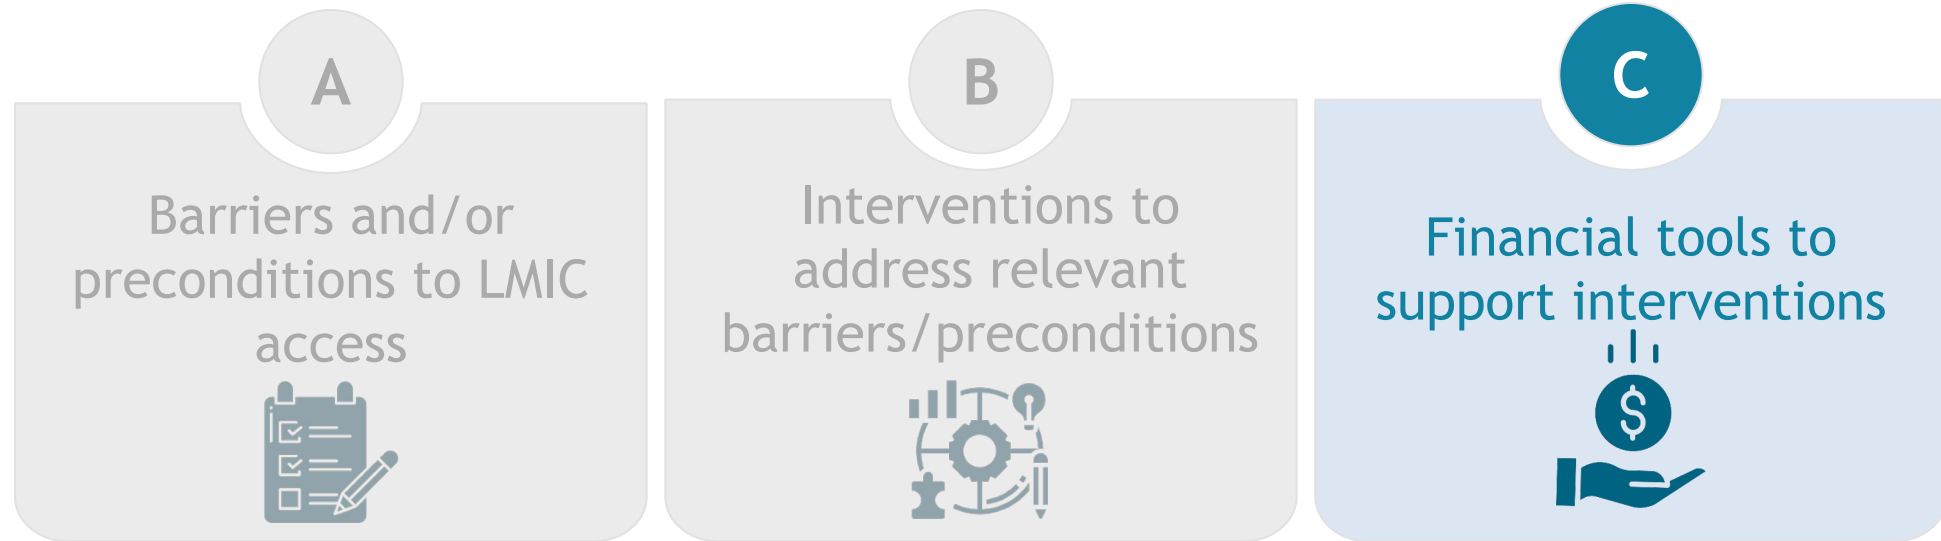 A
Barriers and/or
preconditions to LMIC
access
B
Interventions to
address relevant
barriers/preconditions
C
Financial tools to
support interventions
$